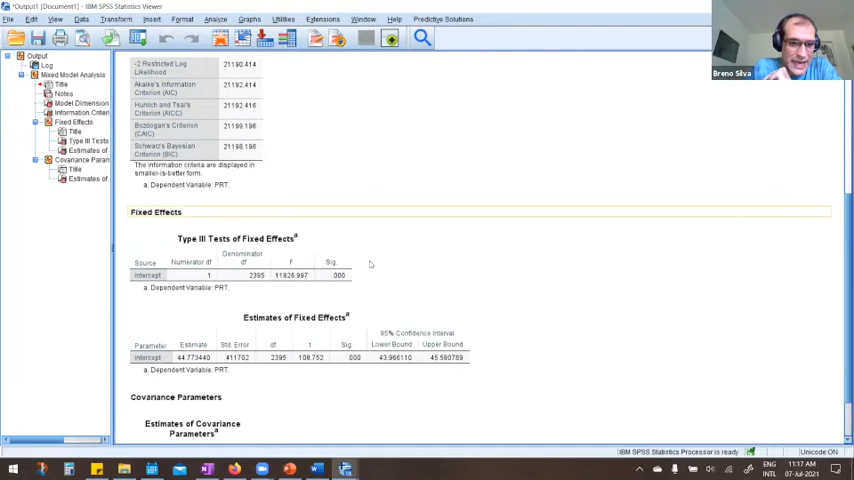 *Output1 [Document1] - IBM SPSS Statistics Viewer
File Edit View Data Transform Insert Format Analyze Graphs Utilities Extensions Window Help Predictive Solutions
Breno Silva
Output
Log
Mixed Model Analysis
Title
Notes
Model Dimension
Information Criteri
Fixed Effects
Title
Type III Tests
Estimates of
Covariance Param
Title
Estimates of
-2 Restricted Log Likelihood 21190.414
Akaike's Information Criterion (AIC) 21192.414
Hurvich and Tsai's Criterion (AICC) 21192.416
Bozdogan's Criterion (CAIC) 21199.196
Schwarz's Bayesian Criterion (BIC) 21198.196
The information criteria are displayed in
smaller-is-better form.
a. Dependent Variable: PRT.
Fixed Effects
Type III Tests of Fixed Effects a
Source Numerator df Denominator df F Sig.
Intercept 1 2395 11826.997 .000
a. Dependent Variable: PRT.
Estimates of Fixed Effects a
95% Confidence Interval
Parameter Estimate Std. Error df t Sig. Lower Bound Upper Bound
Intercept 44.773440 .411702 2395 108.752 .000 43.966110 45.580769
a. Dependent Variable: PRT.
Covariance Parameters
Estimates of Covariance
Parameters a
IBM SPSS Statistics Processor is ready Unicode:ON
ENG 11:17 AM
INTL 07-Jul-2021